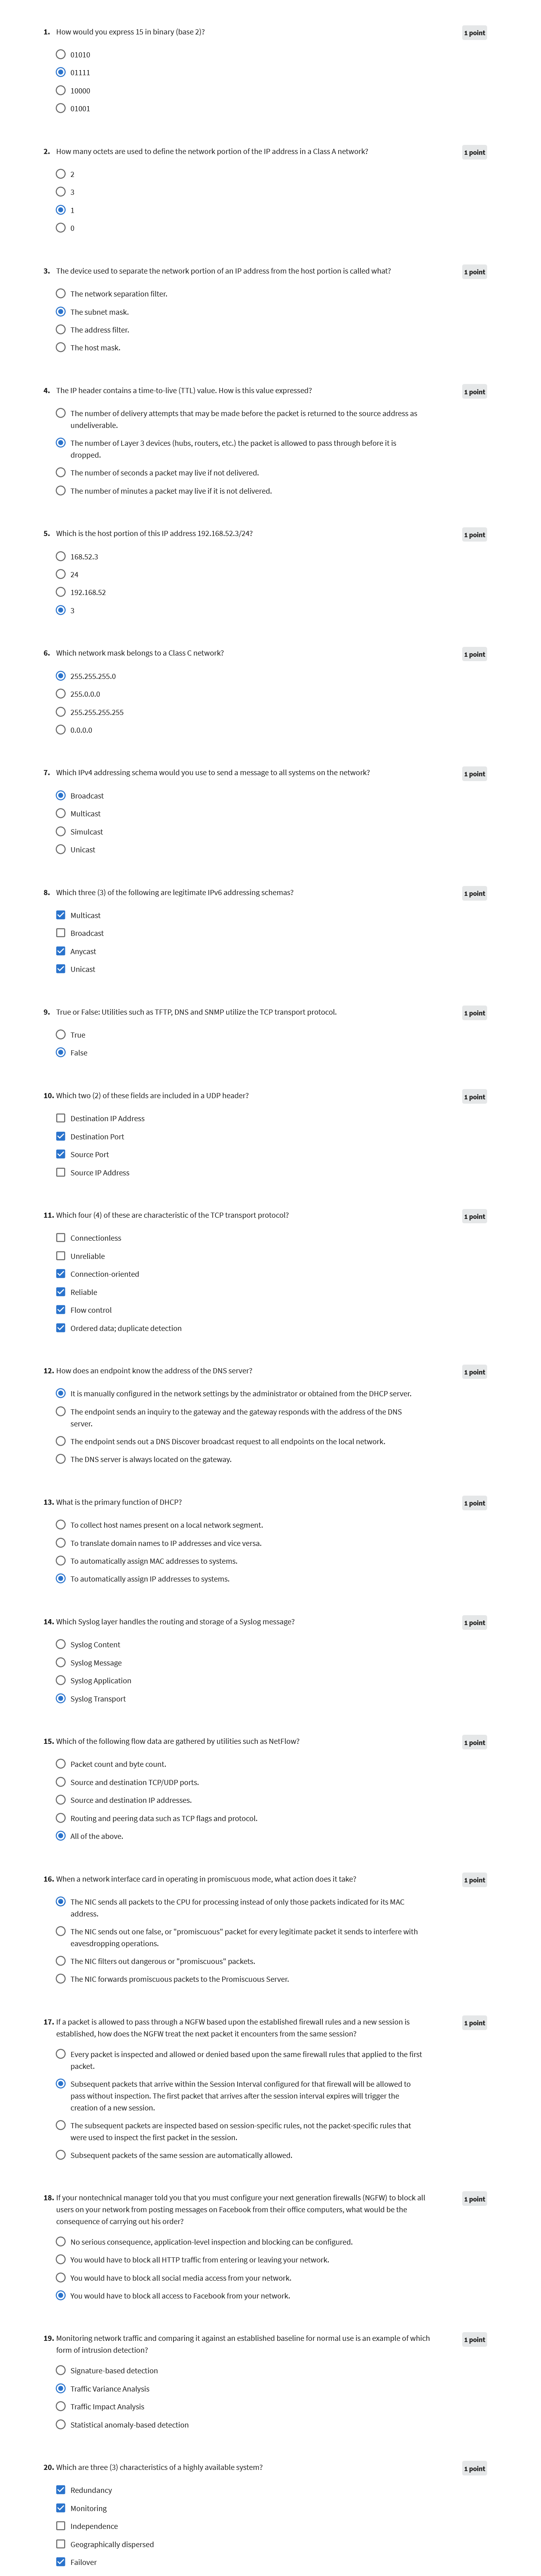 1. How would you express 15 in binary (base 2)? 1 point
01010
01111
10000
01001
2. How many octets are used to define the network portion of the IP address in a Class A network? 1 point
2
3
1
0
3. The device used to separate the network portion of an IP address from the host portion is called what? 1 point
The network separation filter.
The subnet mask.
The address filter.
The host mask.
4. The IP header contains a time-to-live (TTL) value. How is this value expressed? 1 point
The number of delivery attempts that may be made before the packet is returned to the source address as
undeliverable.
The number of Layer 3 devices (hubs, routers, etc.) the packet is allowed to pass through before it is
dropped.
The number of seconds a packet may live if not delivered.
The number of minutes a packet may live if it is not delivered.
5. Which is the host portion of this IP address 192.168.52.3/24? 1 point
168.52.3
24
192.168.52
3
6. Which network mask belongs to a Class C network? 1 point
255.255.255.0
255.0.0.0
255.255.255.255
0.0.0.0
7. Which IPv4 addressing schema would you use to send a message to all systems on the network? 1 point
Broadcast
Multicast
Simulcast
Unicast
8. Which three (3) of the following are legitimate IPv6 addressing schemas? 1 point
Multicast
Broadcast
Anycast
Unicast
9. True or False: Utilities such as TFTP, DNS and SNMP utilize the TCP transport protocol. 1 point
True
False
10. Which two (2) of these fields are included in a UDP header? 1 point
Destination IP Address
Destination Port
Source Port
Source IP Address
11. Which four (4) of these are characteristic of the TCP transport protocol? 1 point
Connectionless
Unreliable
Connection-oriented
Reliable
Flow control
Ordered data; duplicate detection
12. How does an endpoint know the address of the DNS server? 1 point
It is manually configured in the network settings by the administrator or obtained from the DHCP server.
The endpoint sends an inquiry to the gateway and the gateway responds with the address of the DNS
server.
The endpoint sends out a DNS Discover broadcast request to all endpoints on the local network.
The DNS server is always located on the gateway.
13. What is the primary function of DHCP? 1 point
To collect host names present on a local network segment.
To translate domain names to IP addresses and vice versa.
To automatically assign MAC addresses to systems.
To automatically assign IP addresses to systems.
14. Which Syslog layer handles the routing and storage of a Syslog message? 1 point
Syslog Content
Syslog Message
Syslog Application
Syslog Transport
15. Which of the following flow data are gathered by utilities such as NetFlow? 1 point
Packet count and byte count.
Source and destination TCP/UDP ports.
Source and destination IP addresses.
Routing and peering data such as TCP flags and protocol.
All of the above.
16. When a network interface card in operating in promiscuous mode, what action does it take? 1 point
The NIC sends all packets to the CPU for processing instead of only those packets indicated for its MAC
address.
The NIC sends out one false, or "promiscuous" packet for every legitimate packet it sends to interfere with
eavesdropping operations.
The NIC filters out dangerous or "promiscuous" packets.
The NIC forwards promiscuous packets to the Promiscuous Server.
17. If a packet is allowed to pass through a NGFW based upon the established firewall rules and a new session is 1 point
established, how does the NGFW treat the next packet it encounters from the same session?
Every packet is inspected and allowed or denied based upon the same firewall rules that applied to the first
packet.
Subsequent packets that arrive within the Session Interval configured for that firewall will be allowed to
pass without inspection. The first packet that arrives after the session interval expires will trigger the
creation of a new session.
The subsequent packets are inspected based on session-specific rules, not the packet-specific rules that
were used to inspect the first packet in the session.
Subsequent packets of the same session are automatically allowed.
18. If your nontechnical manager told you that you must configure your next generation firewalls (NGFW) to block all 1 point
users on your network from posting messages on Facebook from their office computers, what would be the
consequence of carrying out his order?
No serious consequence, application-level inspection and blocking can be configured.
You would have to block all HTTP traffic from entering or leaving your network.
You would have to block all social media access from your network.
You would have to block all access to Facebook from your network.
19. Monitoring network traffic and comparing it against an established baseline for normal use is an example of which 1 point
form of intrusion detection?
Signature-based detection
Traffic Variance Analysis
Traffic Impact Analysis
Statistical anomaly-based detection
20. Which are three (3) characteristics of a highly available system? 1 point
Redundancy
Monitoring
Independence
Geographically dispersed
Failover